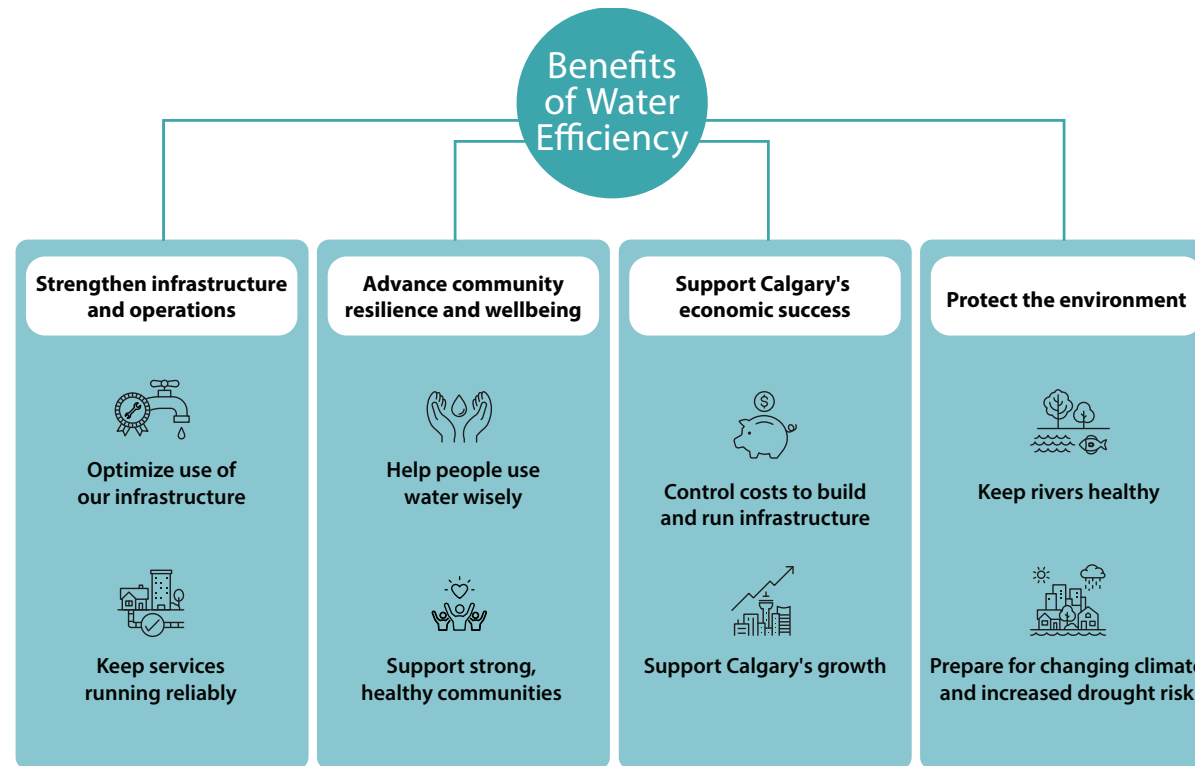 Benefits
of Water
Efficiency
Strengthen infrastructure
and operations
Optimize use of
our infrastructure
Keep services
running reliably
Advance community
resilience and wellbeing
Help people use
water wisely
Support strong,
healthy communities
Support Calgary's
economic success
$
Control costs to build
and run infrastructure
Support Calgary's growth
Protect the environment
Keep rivers healthy
Prepare for changing climate
and increased drought risk